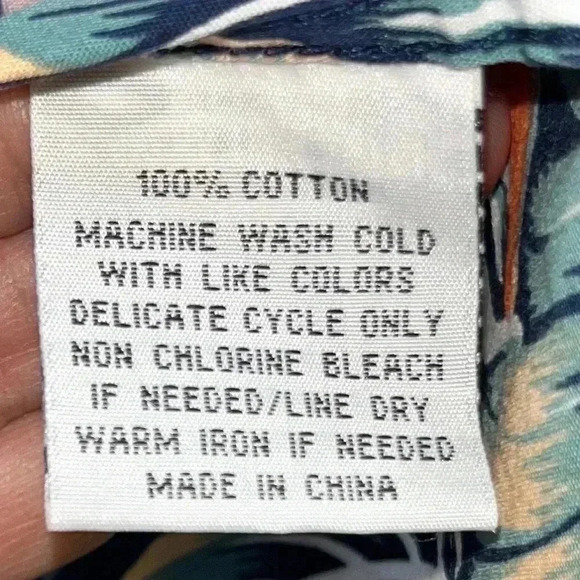 100% COTTON
MACHINE WASH COLD
WITH LIKE COLORS
DELICATE CYCLE ONLY
NON CHLORINE BLEACH
IF NEEDED/LINE DRY
WARM IRON IF NEEDED
MADE IN CHINA